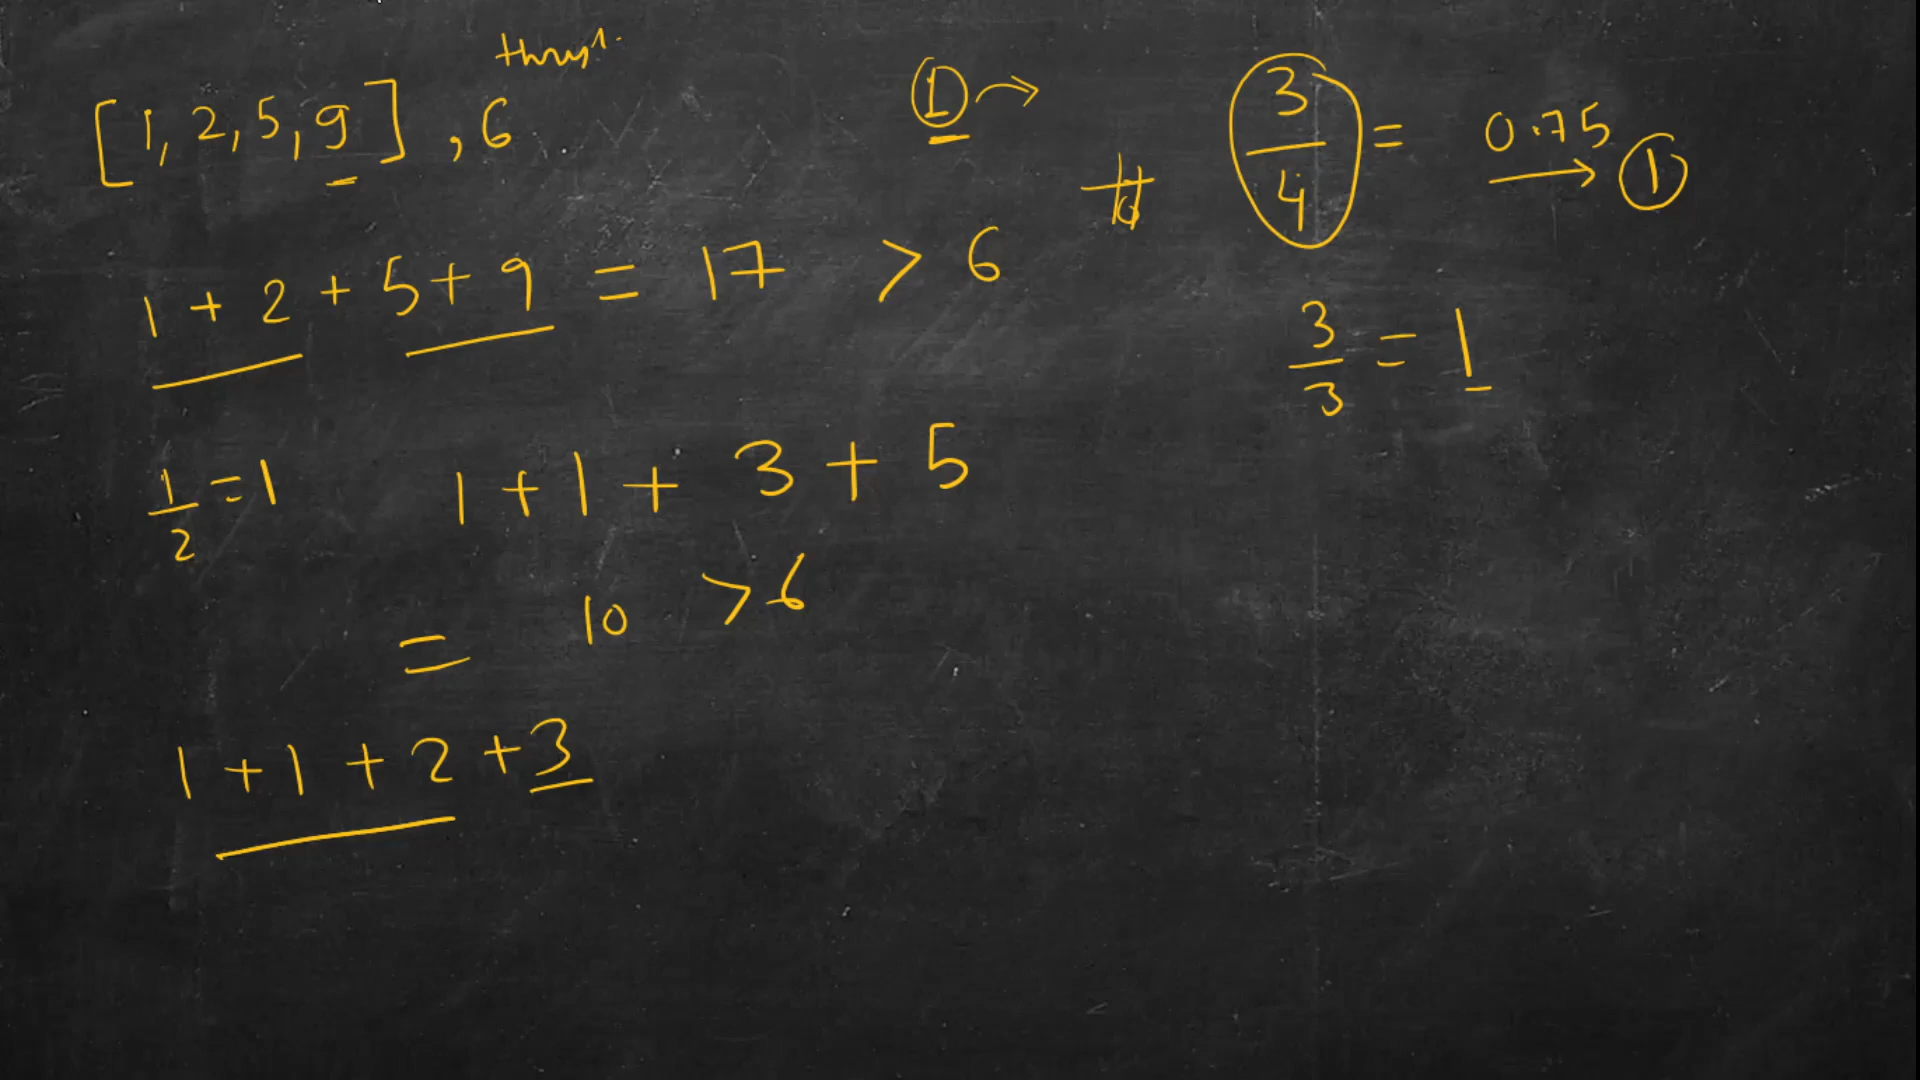 [1, 2, 5, 9] , 6
1 + 2 + 5 + 9 = 17 > 6
1/2 = 1
1 + 1 + 3 + 5
= 10 > 6
1 + 1 + 2 + 3
1 →
3/4 = 0.75 → 1
3/3 = 1